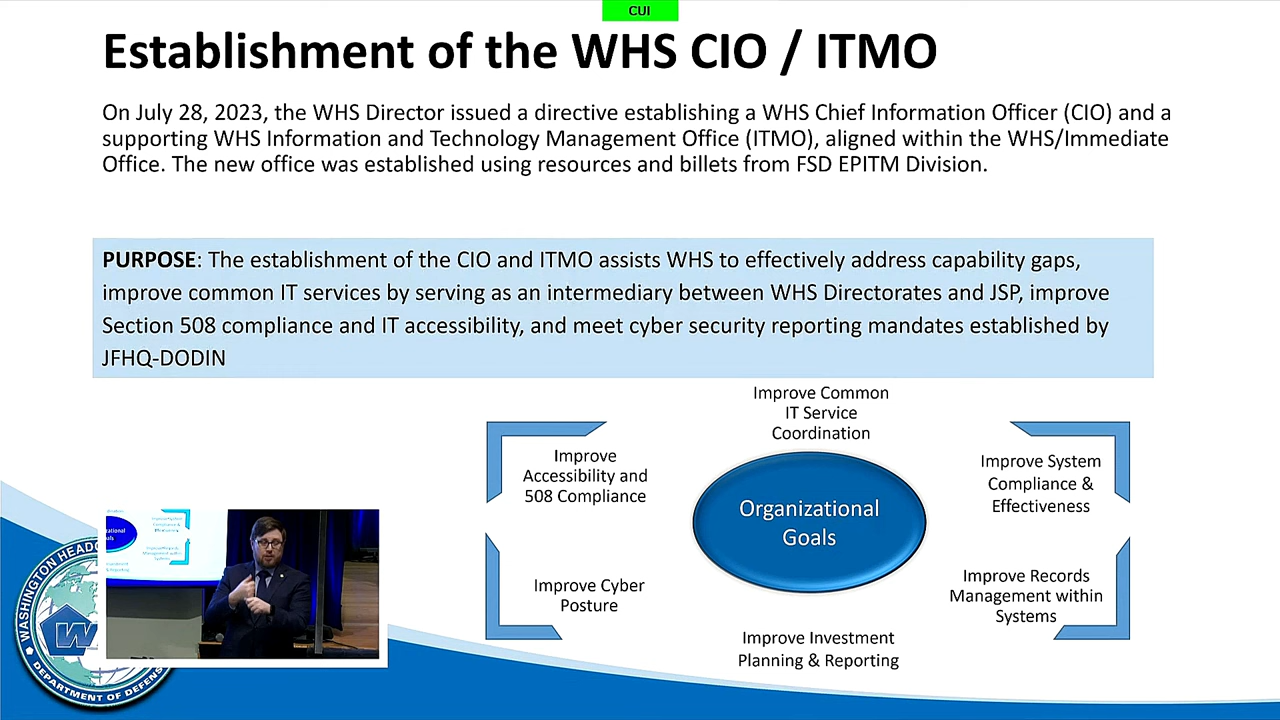 CUI
Establishment of the WHS CIO / ITMO
On July 28, 2023, the WHS Director issued a directive establishing a WHS Chief Information Officer (CIO) and a
supporting WHS Information and Technology Management Office (ITMO), aligned within the WHS/Immediate
Office. The new office was established using resources and billets from FSD EPITM Division.
PURPOSE: The establishment of the CIO and ITMO assists WHS to effectively address capability gaps,
improve common IT services by serving as an intermediary between WHS Directorates and JSP, improve
Section 508 compliance and IT accessibility, and meet cyber security reporting mandates established by
JFHQ-DODIN
Improve Common
IT Service
Coordination
Improve
Accessibility and
508 Compliance
Organizational
Goals
Improve System
Compliance &
Effectiveness
Improve Cyber
Posture
Improve Records
Management within
Systems
Improve Investment
Planning & Reporting
WASHINGTON
DEPARTMENT OF